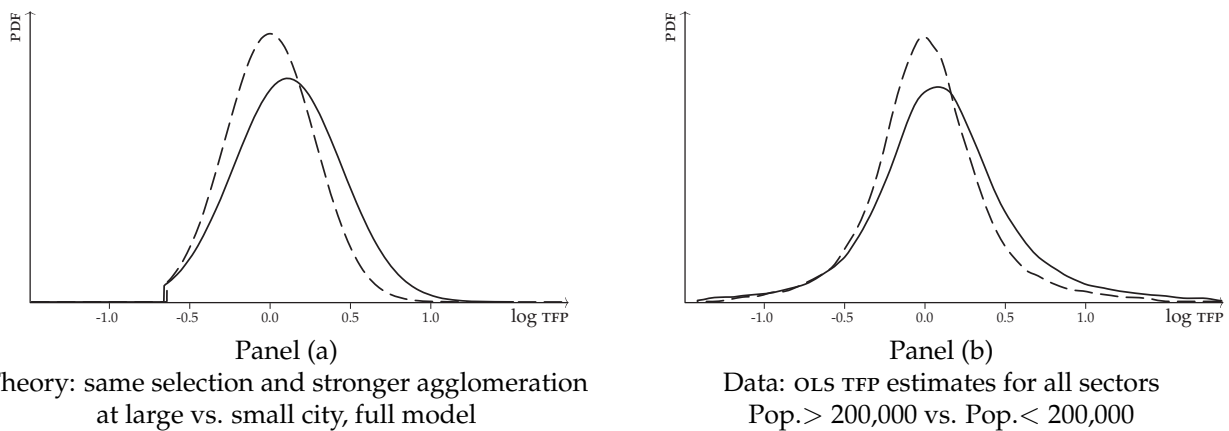 PDF
-1.0 -0.5 0.0 0.5 1.0 log TFP
Panel (a)
heory: same selection and stronger agglomeration
at large vs. small city, full model
PDF
-1.0 -0.5 0.0 0.5 1.0 log TFP
Panel (b)
Data: OLS TFP estimates for all sectors
Pop.> 200,000 vs. Pop.< 200,000